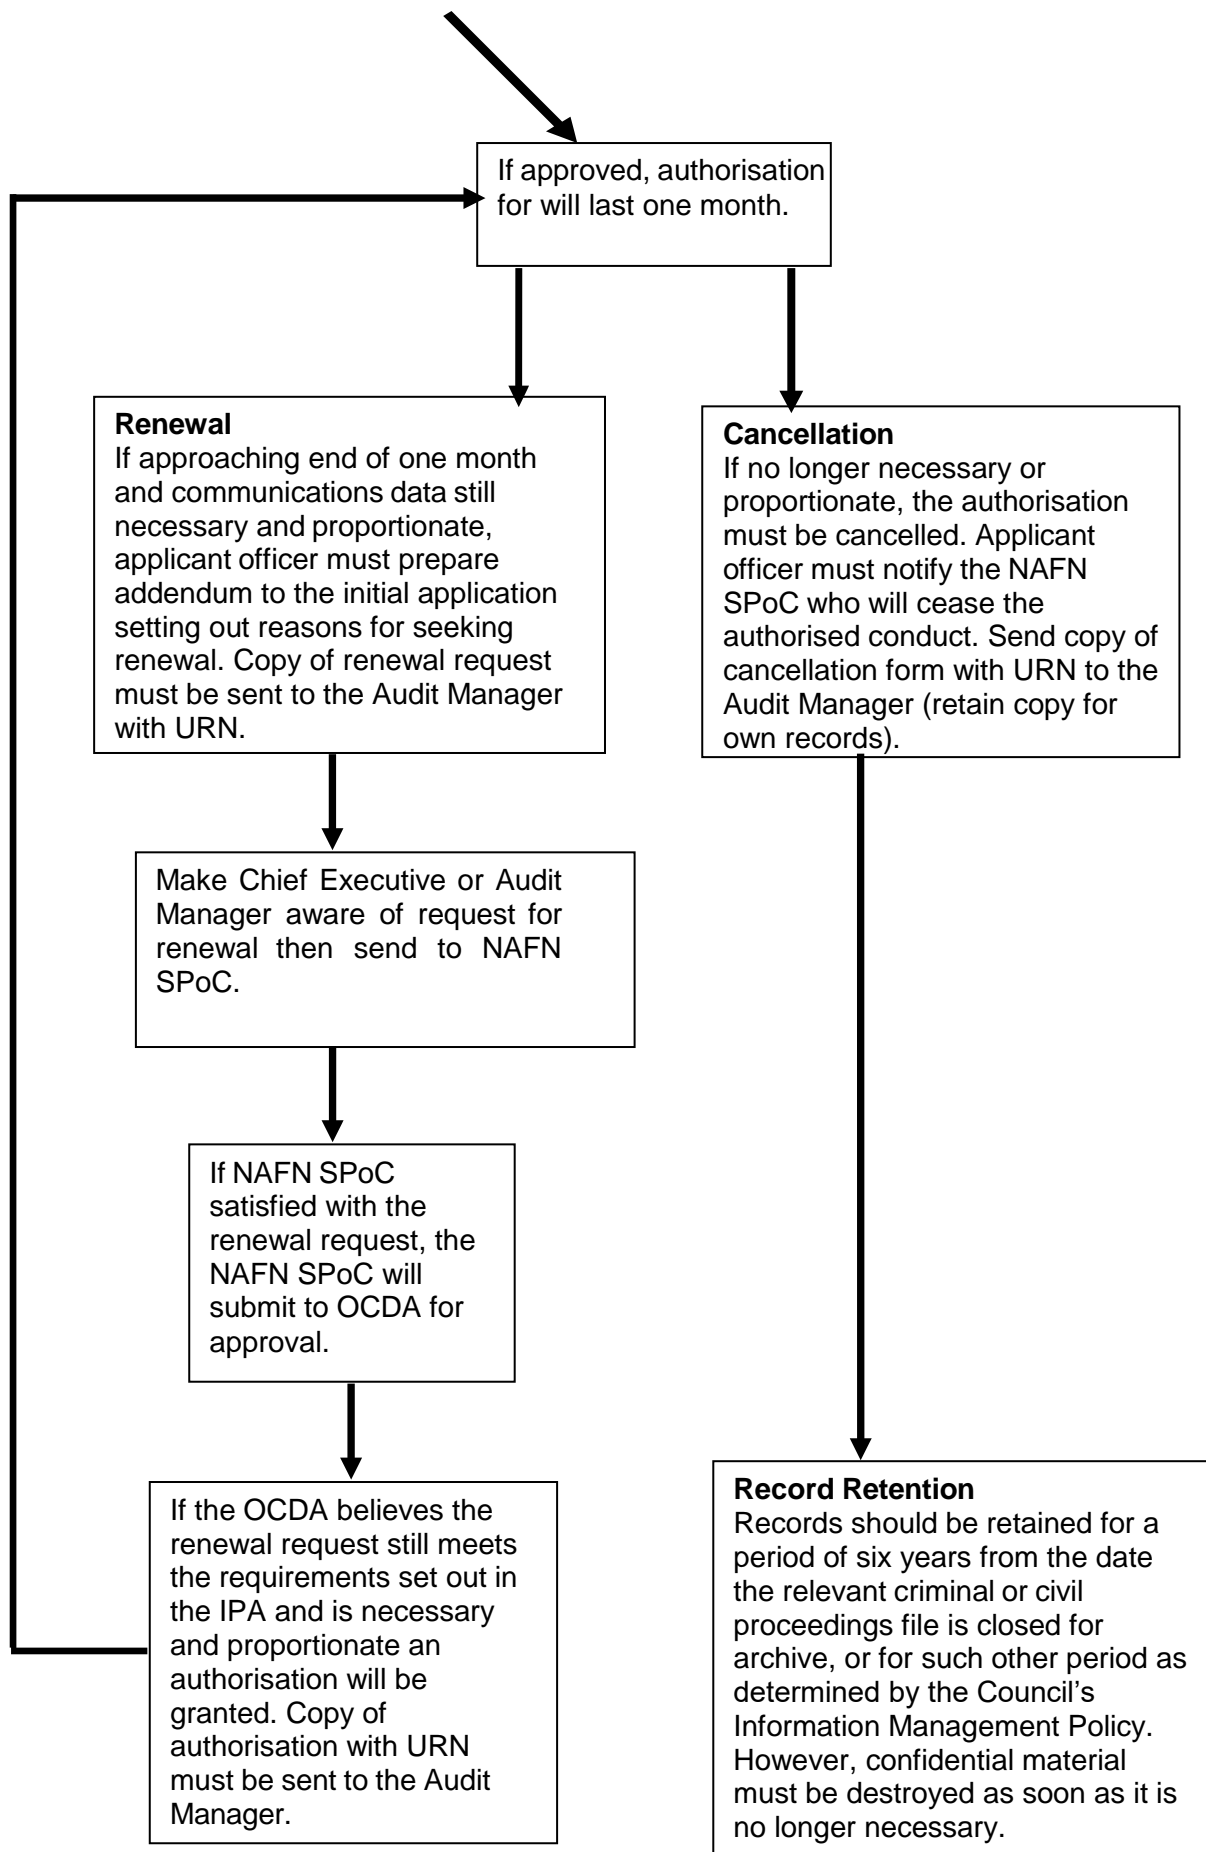 If approved, authorisation
for will last one month.
Renewal
If approaching end of one month
and communications data still
necessary and proportionate,
applicant officer must prepare
addendum to the initial application
setting out reasons for seeking
renewal. Copy of renewal request
must be sent to the Audit Manager
with URN.
Cancellation
If no longer necessary or
proportionate, the authorisation
must be cancelled. Applicant
officer must notify the NAFN
SPoC who will cease the
authorised conduct. Send copy of
cancellation form with URN to the
Audit Manager (retain copy for
own records).
Make Chief Executive or Audit
Manager aware of request for
renewal then send to NAFN
SPoC.
If NAFN SPoC
satisfied with the
renewal request, the
NAFN SPoC will
submit to OCDA for
approval.
If the OCDA believes the
renewal request still meets
the requirements set out in
the IPA and is necessary
and proportionate an
authorisation will be
granted. Copy of
authorisation with URN
must be sent to the Audit
Manager.
Record Retention
Records should be retained for a
period of six years from the date
the relevant criminal or civil
proceedings file is closed for
archive, or for such other period as
determined by the Council’s
Information Management Policy.
However, confidential material
must be destroyed as soon as it is
no longer necessary.